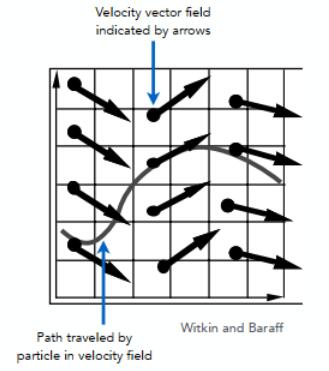 Velocity vector field
indicated by arrows
Witkin and Baraff
Path traveled by
particle in velocity field